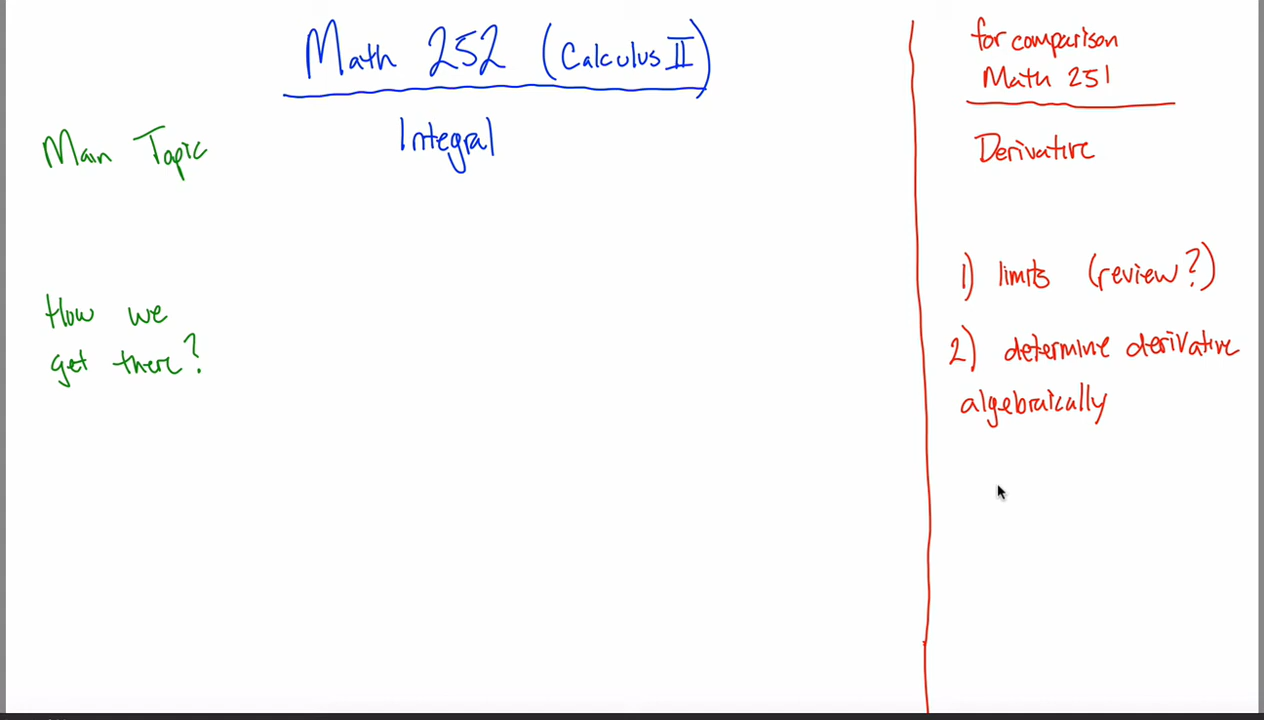 Math 252 (Calculus II)
Integral
Main Topic
How we
get there?
for comparison
Math 251
Derivative
1) limits (review?)
2) determine derivative
algebraically